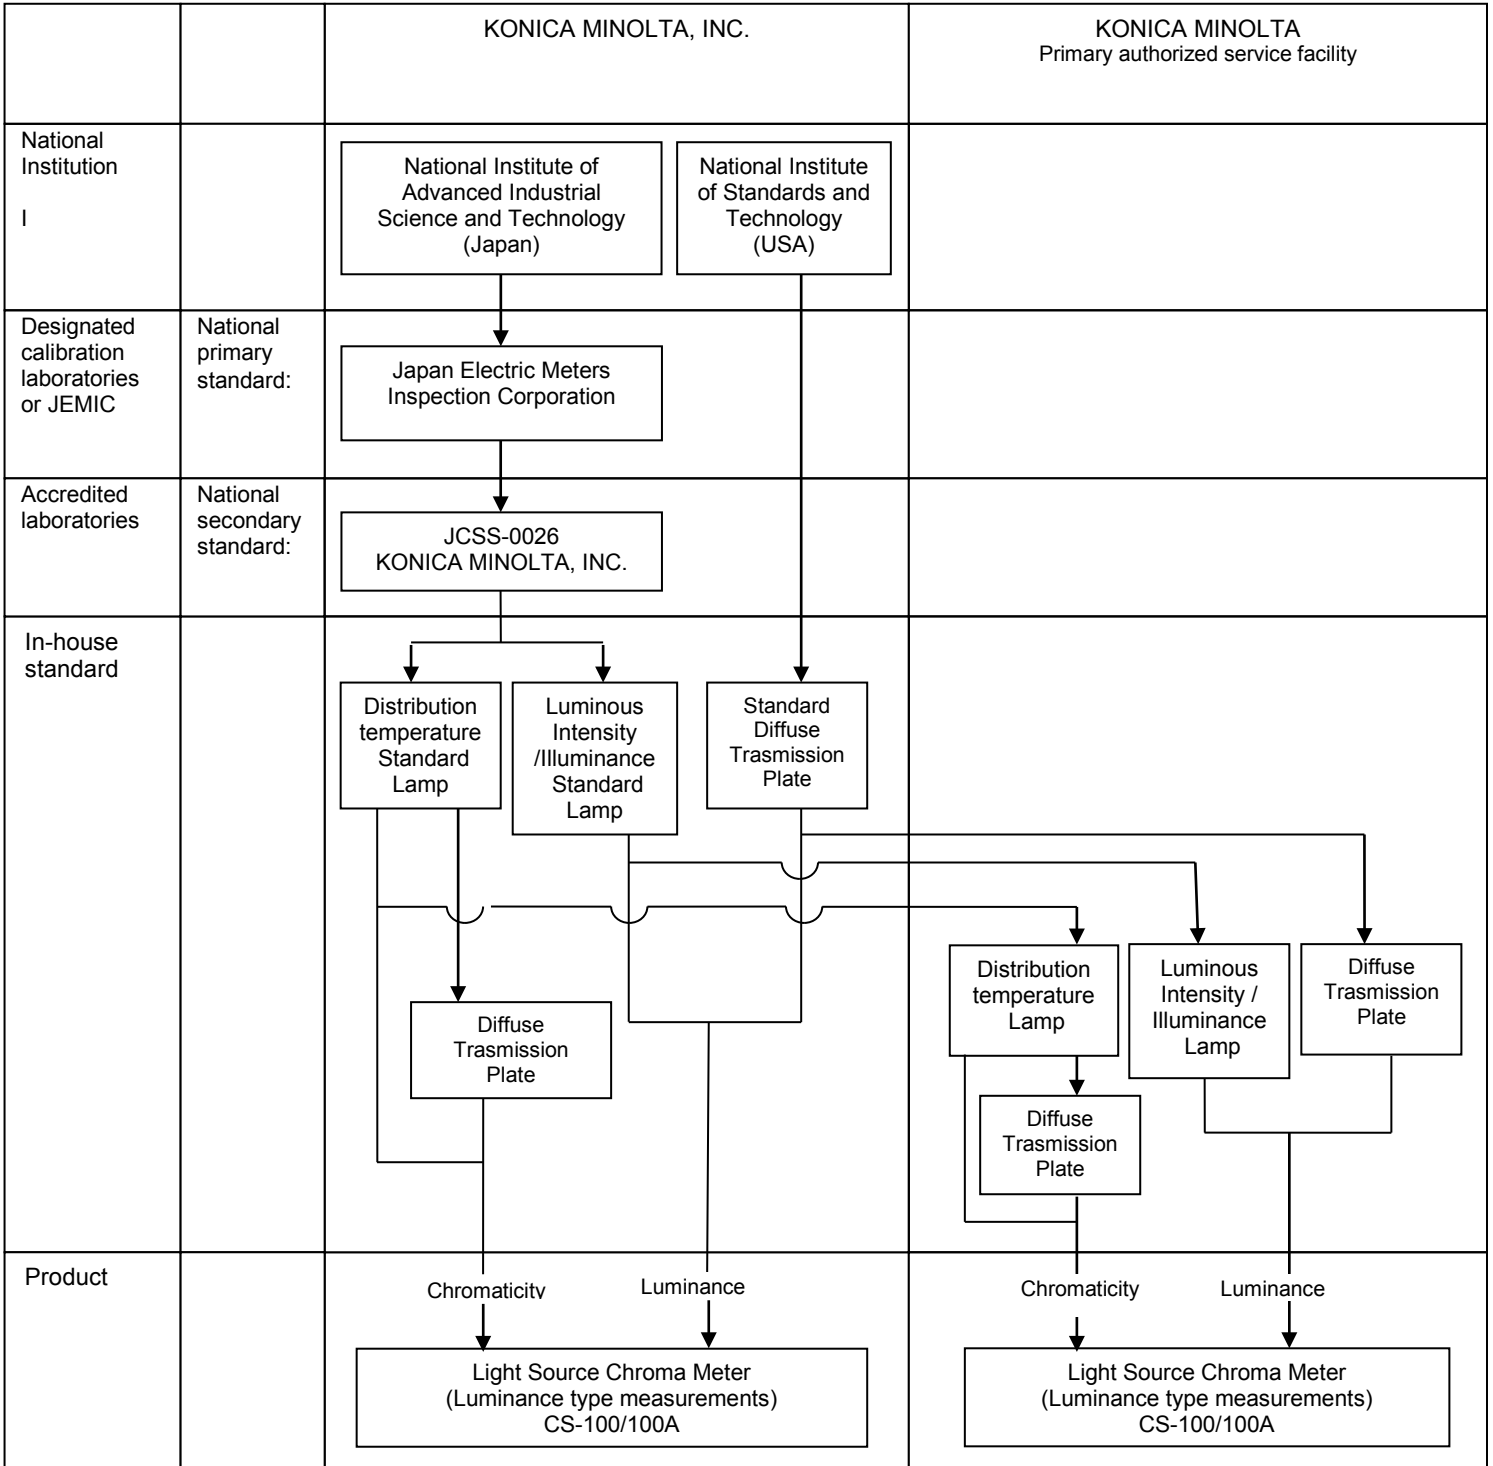 KONICA MINOLTA, INC.
KONICA MINOLTA
Primary authorized service facility
National
Institution
I
National Institute of
Advanced Industrial
Science and Technology
(Japan)
National Institute
of Standards and
Technology
(USA)
Designated
calibration
laboratories
or JEMIC
National
primary
standard:
Japan Electric Meters
Inspection Corporation
Accredited
laboratories
National
secondary
standard:
JCSS-0026
KONICA MINOLTA, INC.
In-house
standard
Distribution
temperature
Standard
Lamp
Luminous
Intensity
/Illuminance
Standard
Lamp
Standard
Diffuse
Trasmission
Plate
Distribution
temperature
Lamp
Luminous
Intensity /
Illuminance
Lamp
Diffuse
Trasmission
Plate
Diffuse
Trasmission
Plate
Diffuse
Trasmission
Plate
Product
Chromaticity
Luminance
Chromaticity
Luminance
Light Source Chroma Meter
(Luminance type measurements)
CS-100/100A
Light Source Chroma Meter
(Luminance type measurements)
CS-100/100A